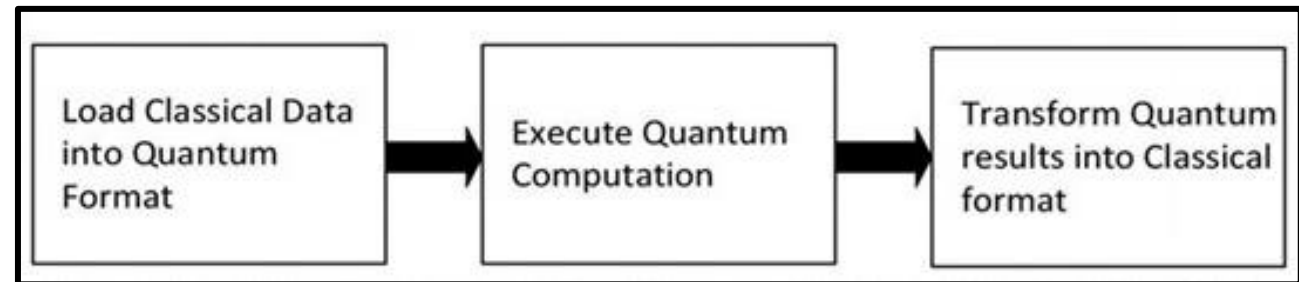 Load Classical Data
into Quantum
Format
Execute Quantum
Computation
Transform Quantum
results into Classical
format